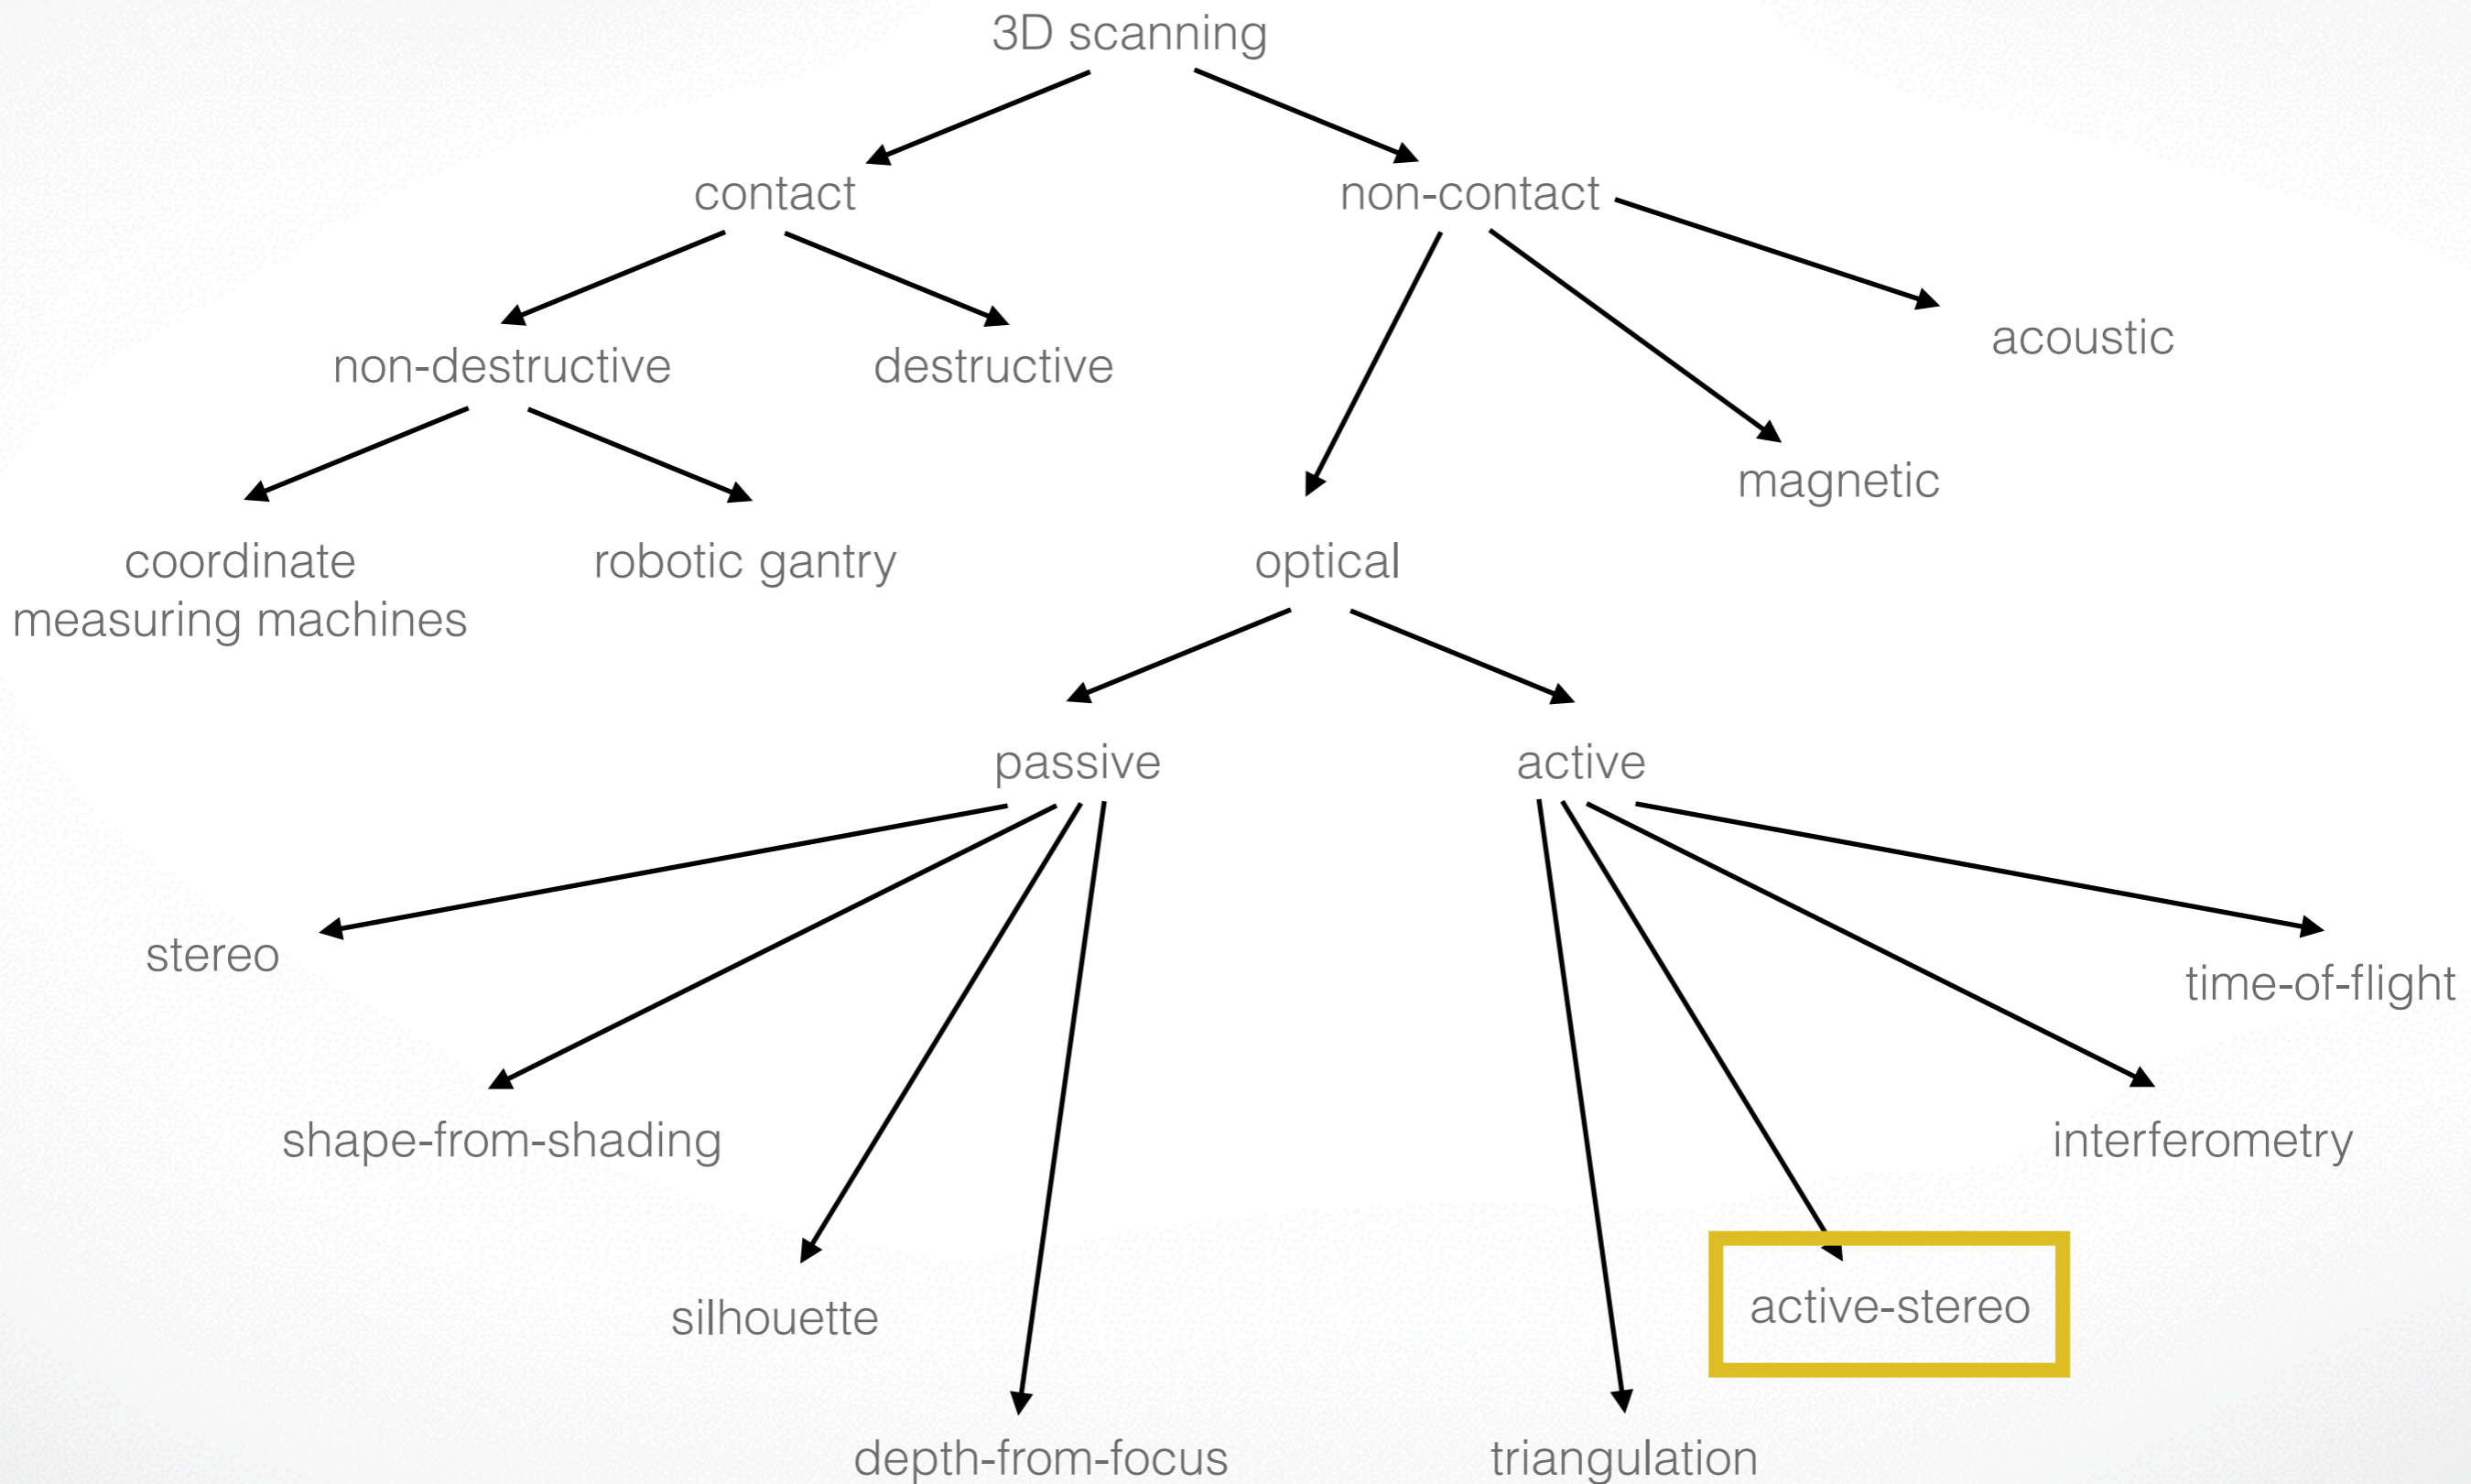 3D scanning
contact
non-contact
acoustic
non-destructive
destructive
magnetic
coordinate
measuring machines
robotic gantry
optical
passive
active
stereo
time-of-flight
shape-from-shading
interferometry
silhouette
active-stereo
depth-from-focus
triangulation